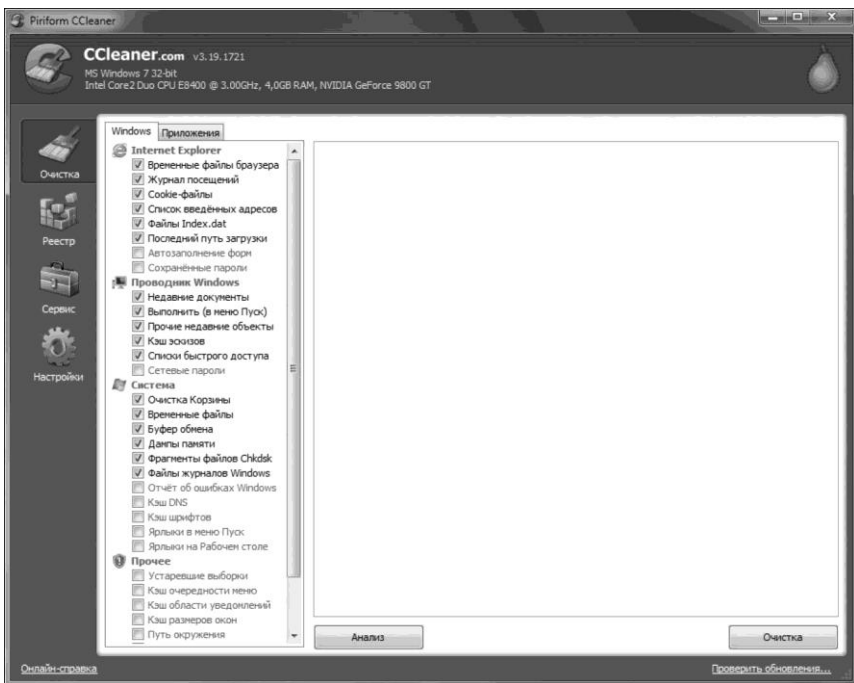 Piriform CCleaner
CCleaner.com v3.19.1721
MS Windows 7 32-bit
Intel Core2 Duo CPU E8400 @ 3.00GHz, 4,0GB RAM, NVIDIA GeForce 9800 GT
Очистка
Реестр
Сервис
Настройки
Windows Приложения
Internet Explorer
Временные файлы браузера
Журнал посещений
Cookie-файлы
Список введённых адресов
Файлы Index.dat
Последний путь загрузки
Автозаполнение форм
Сохранённые пароли
Проводник Windows
Недавние документы
Выполнить (в меню Пуск)
Прочие недавние объекты
Кэш эскизов
Списки быстрого доступа
Сетевые пароли
Система
Очистка Корзины
Временные файлы
Буфер обмена
Дампы памяти
Фрагменты файлов Chkdsk
Файлы журналов Windows
Отчёт об ошибках Windows
Кэш DNS
Кэш шрифтов
Ярлыки в меню Пуск
Ярлыки на Рабочем столе
Прочее
Устаревшие выборки
Кэш очередности меню
Кэш области уведомлений
Кэш размеров окон
Путь окружения
Анализ
Очистка
Онлайн-справка
Проверить обновления...